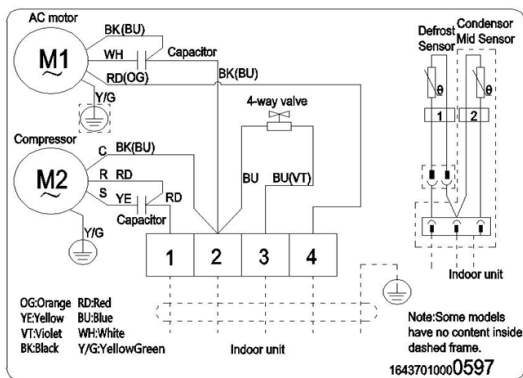 AC motor
M1
~
BK(BU)
WH
Capacitor
RD(OG)
BK(BU)
Y/G
4-way valve
Compressor
M2
~
C BK(BU)
R RD
S YE
RD
Capacitor
Y/G
BU
BU(VT)
1 2 3 4
OG:Orange RD:Red
YE:Yellow BU:Blue
VT:Violet WH:White
BK:Black Y/G:YellowGreen
Indoor unit
Defrost
Sensor
Condensor
Mid Sensor
θ
θ
1 2
Indoor unit
Note:Some models
have no content inside
dashed frame.
16437010000597